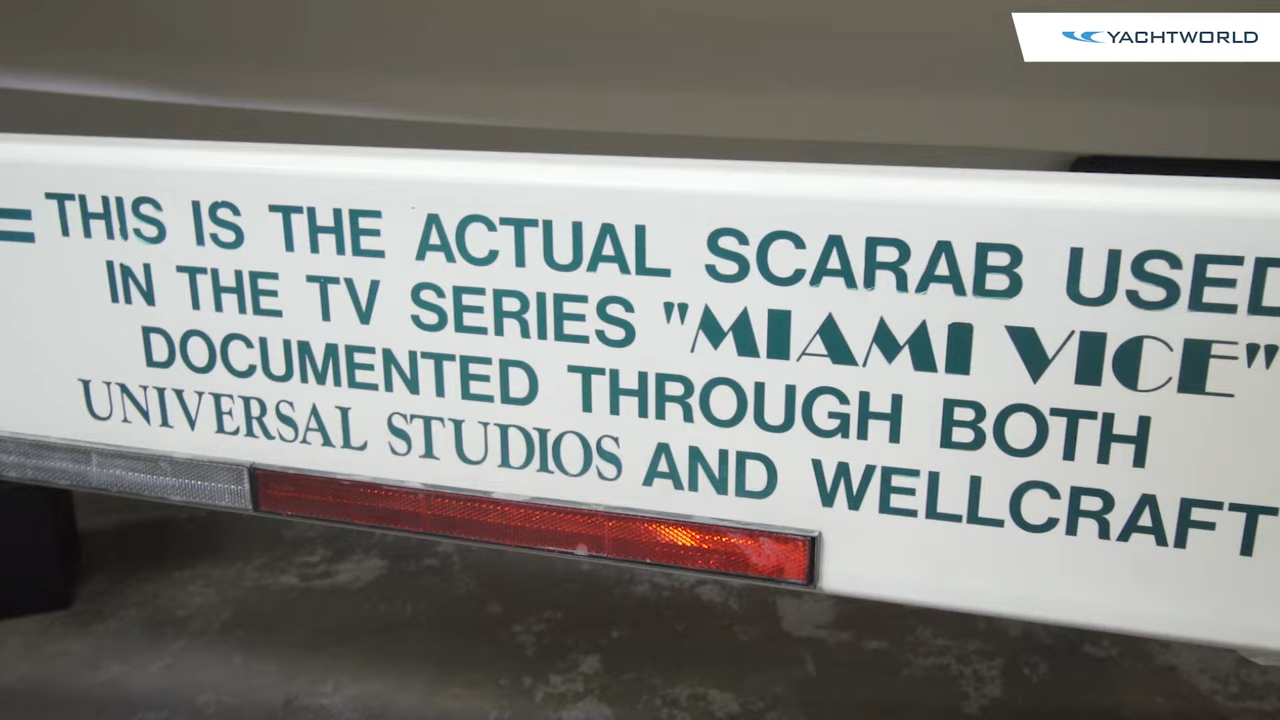 YACHTWORLD
THIS IS THE ACTUAL SCARAB USED
IN THE TV SERIES "MIAMI VICE"
DOCUMENTED THROUGH BOTH
UNIVERSAL STUDIOS AND WELLCRAFT